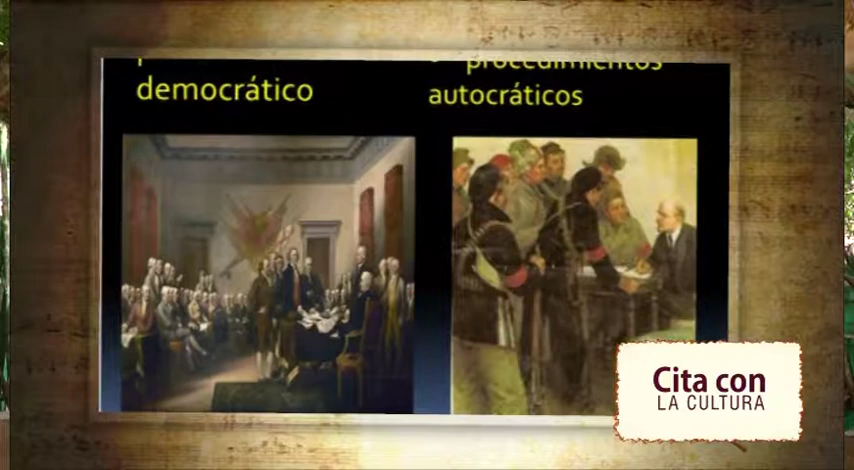 procedimientos
democrático
autocráticos
Cita con
LA CULTURA